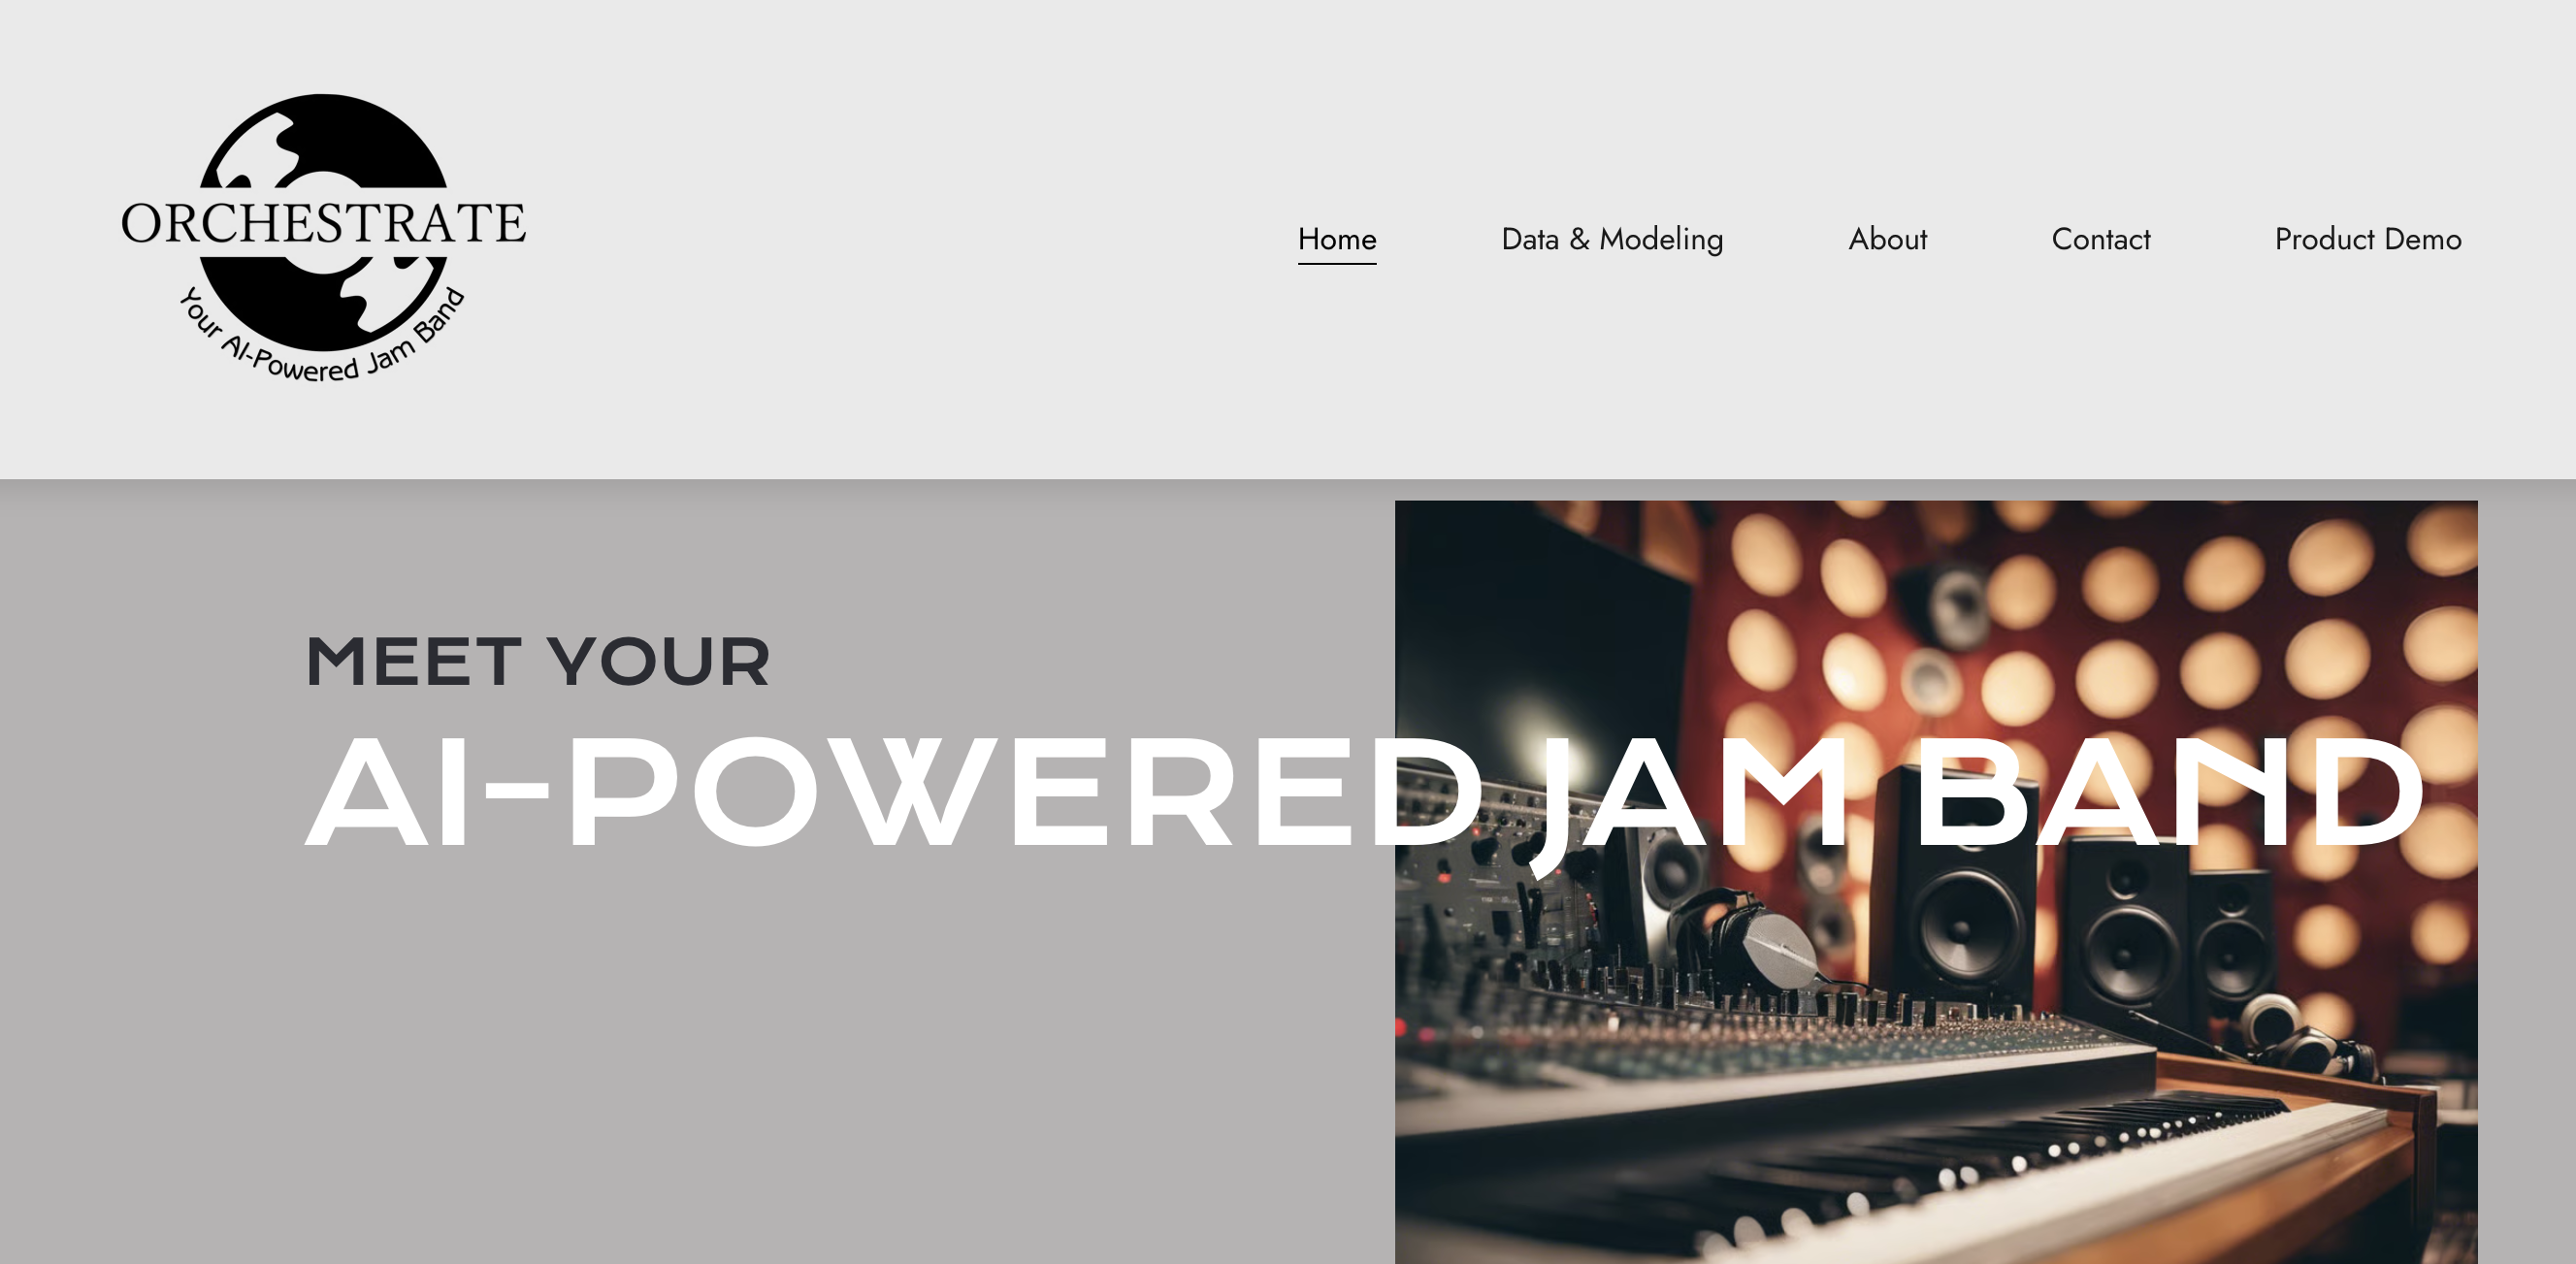 ORCHESTRATE
Your AI-Powered Jam Band
Home
Data & Modeling
About
Contact
Product Demo
MEET YOUR
AI-POWERED JAM BAND